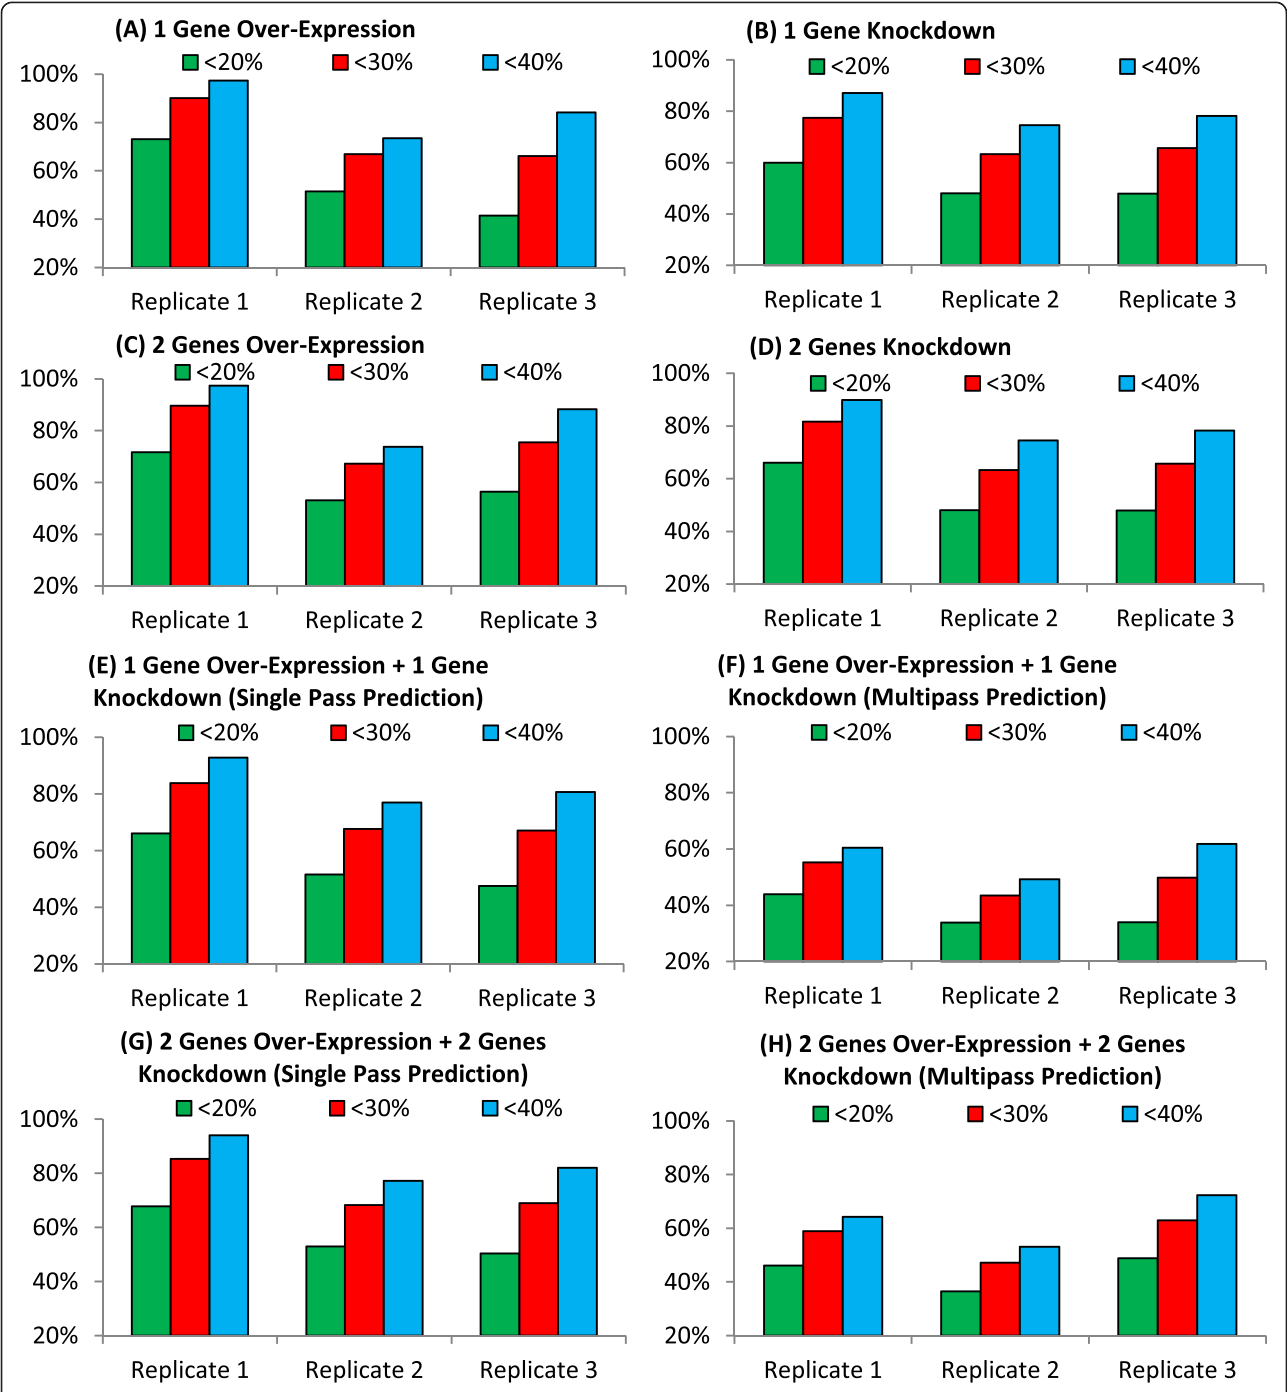 (A) 1 Gene Over-Expression
<20% <30% <40%
100%
80%
60%
40%
20%
Replicate 1 Replicate 2 Replicate 3
(B) 1 Gene Knockdown
<20% <30% <40%
100%
80%
60%
40%
20%
Replicate 1 Replicate 2 Replicate 3
(C) 2 Genes Over-Expression
<20% <30% <40%
100%
80%
60%
40%
20%
Replicate 1 Replicate 2 Replicate 3
(D) 2 Genes Knockdown
<20% <30% <40%
100%
80%
60%
40%
20%
Replicate 1 Replicate 2 Replicate 3
(E) 1 Gene Over-Expression + 1 Gene
Knockdown (Single Pass Prediction)
<20% <30% <40%
100%
80%
60%
40%
20%
Replicate 1 Replicate 2 Replicate 3
(F) 1 Gene Over-Expression + 1 Gene
Knockdown (Multipass Prediction)
<20% <30% <40%
100%
80%
60%
40%
20%
Replicate 1 Replicate 2 Replicate 3
(G) 2 Genes Over-Expression + 2 Genes
Knockdown (Single Pass Prediction)
<20% <30% <40%
100%
80%
60%
40%
20%
Replicate 1 Replicate 2 Replicate 3
(H) 2 Genes Over-Expression + 2 Genes
Knockdown (Multipass Prediction)
<20% <30% <40%
100%
80%
60%
40%
20%
Replicate 1 Replicate 2 Replicate 3